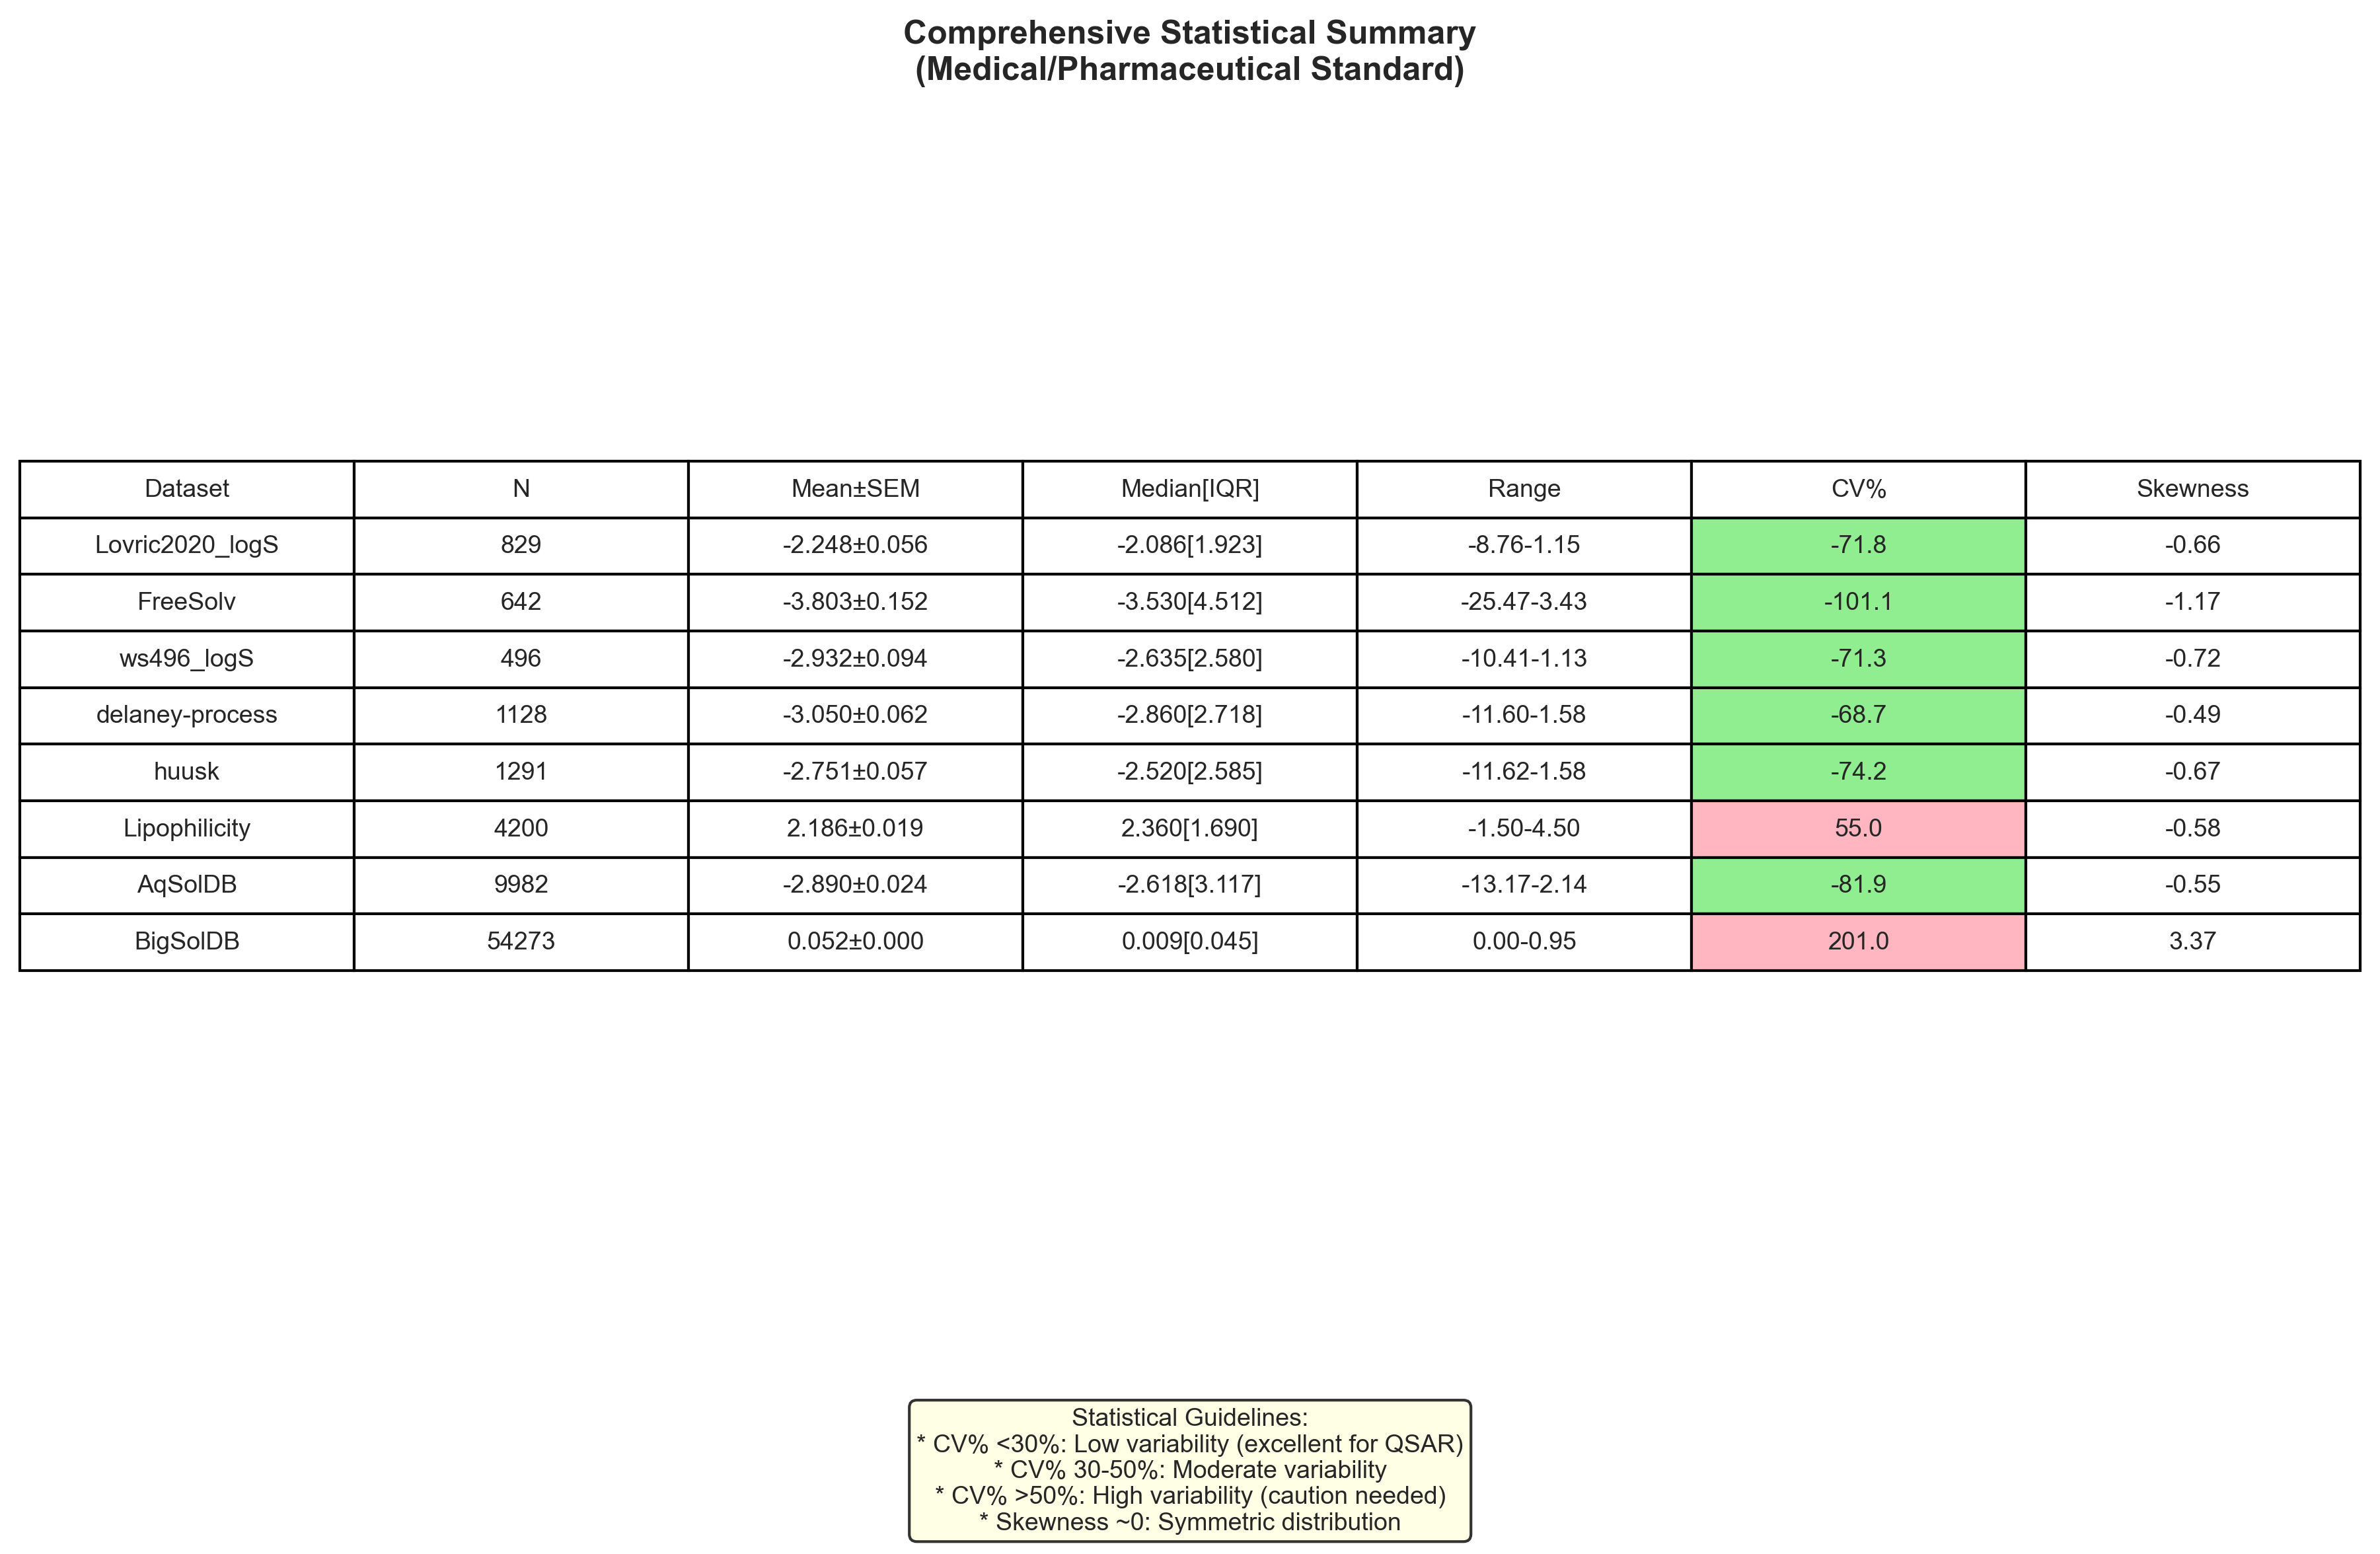 Comprehensive Statistical Summary
(Medical/Pharmaceutical Standard)
Dataset N Mean±SEM Median[IQR] Range CV% Skewness
Lovric2020_logS 829 -2.248±0.056 -2.086[1.923] -8.76-1.15 -71.8 -0.66
FreeSolv 642 -3.803±0.152 -3.530[4.512] -25.47-3.43 -101.1 -1.17
ws496_logS 496 -2.932±0.094 -2.635[2.580] -10.41-1.13 -71.3 -0.72
delaney-process 1128 -3.050±0.062 -2.860[2.718] -11.60-1.58 -68.7 -0.49
huusk 1291 -2.751±0.057 -2.520[2.585] -11.62-1.58 -74.2 -0.67
Lipophilicity 4200 2.186±0.019 2.360[1.690] -1.50-4.50 55.0 -0.58
AqSolDB 9982 -2.890±0.024 -2.618[3.117] -13.17-2.14 -81.9 -0.55
BigSolDB 54273 0.052±0.000 0.009[0.045] 0.00-0.95 201.0 3.37
Statistical Guidelines:
* CV% <30%: Low variability (excellent for QSAR)
* CV% 30-50%: Moderate variability
* CV% >50%: High variability (caution needed)
* Skewness ~0: Symmetric distribution